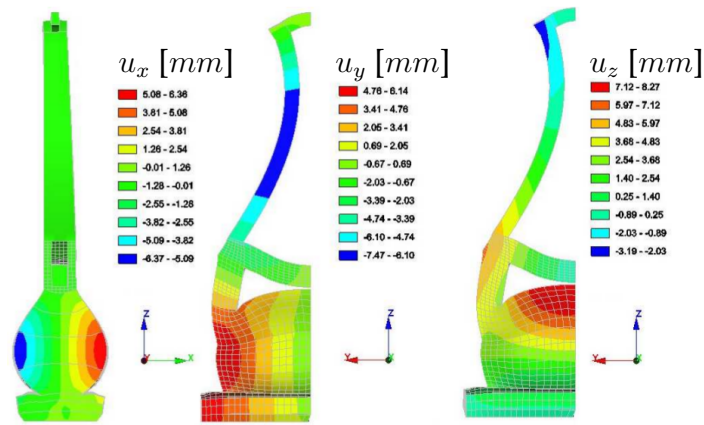 u_x [mm]
5.08 - 6.36
3.81 - 5.08
2.54 - 3.81
1.26 - 2.54
-0.01 - 1.26
-1.28 - -0.01
-2.55 - -1.28
-3.82 - -2.55
-5.09 - -3.82
-6.37 - -5.09
Z
Y
X
u_y [mm]
4.76 - 6.14
3.41 - 4.76
2.05 - 3.41
0.69 - 2.05
-0.67 - 0.69
-2.03 - -0.67
-3.39 - -2.03
-4.74 - -3.39
-6.10 - -4.74
-7.47 - -6.10
Z
Y
X
u_z [mm]
7.12 - 8.27
5.97 - 7.12
4.83 - 5.97
3.68 - 4.83
2.54 - 3.68
1.40 - 2.54
0.25 - 1.40
-0.89 - 0.25
-2.03 - -0.89
-3.19 - -2.03
Z
Y
X